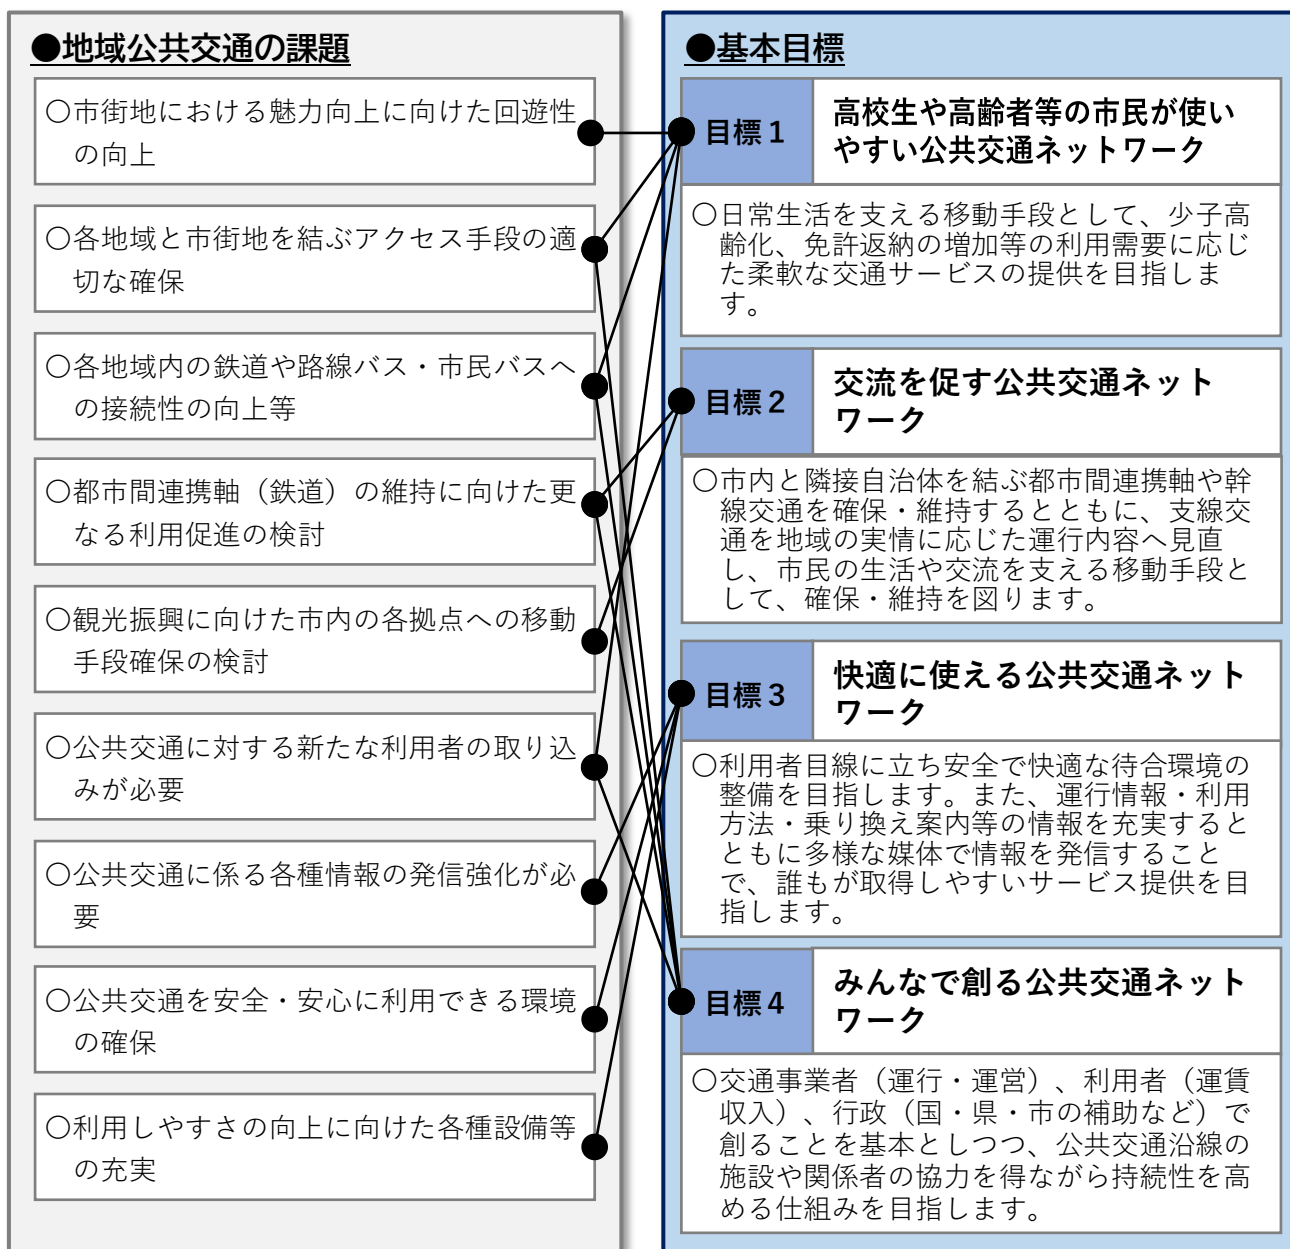 ●地域公共交通の課題
○市街地における魅力向上に向けた回遊性
の向上
○各地域と市街地を結ぶアクセス手段の適
切な確保
○各地域内の鉄道や路線バス・市民バスへ
の接続性の向上等
○都市間連携軸（鉄道）の維持に向けた更
なる利用促進の検討
○観光振興に向けた市内の各拠点への移動
手段確保の検討
○公共交通に対する新たな利用者の取り込
みが必要
○公共交通に係る各種情報の発信強化が必
要
○公共交通を安全・安心に利用できる環境
の確保
○利用しやすさの向上に向けた各種設備等
の充実
●基本目標
目標１
高校生や高齢者等の市民が使い
やすい公共交通ネットワーク
○日常生活を支える移動手段として、少子高
齢化、免許返納の増加等の利用需要に応じ
た柔軟な交通サービスの提供を目指しま
す。
目標２
交流を促す公共交通ネット
ワーク
○市内と隣接自治体を結ぶ都市間連携軸や幹
線交通を確保・維持するとともに、支線交
通を地域の実情に応じた運行内容へ見直
し、市民の生活や交流を支える移動手段と
して、確保・維持を図ります。
目標３
快適に使える公共交通ネット
ワーク
○利用者目線に立ち安全で快適な待合環境の
整備を目指します。また、運行情報・利用
方法・乗り換え案内等の情報を充実すると
ともに多様な媒体で情報を発信すること
で、誰もが取得しやすいサービス提供を目
指します。
目標４
みんなで創る公共交通ネット
ワーク
○交通事業者（運行・運営）、利用者（運賃
収入）、行政（国・県・市の補助など）で
創ることを基本としつつ、公共交通沿線の
施設や関係者の協力を得ながら持続性を高
める仕組みを目指します。